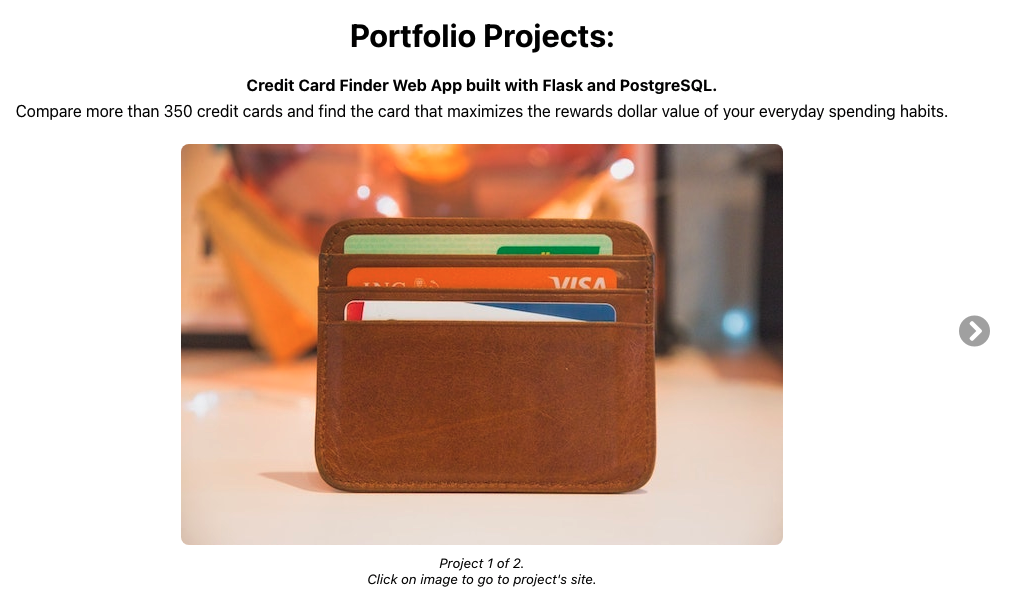 Portfolio Projects:
Credit Card Finder Web App built with Flask and PostgreSQL.
Compare more than 350 credit cards and find the card that maximizes the rewards dollar value of your everyday spending habits.
ING VISA
Project 1 of 2.
Click on image to go to project's site.